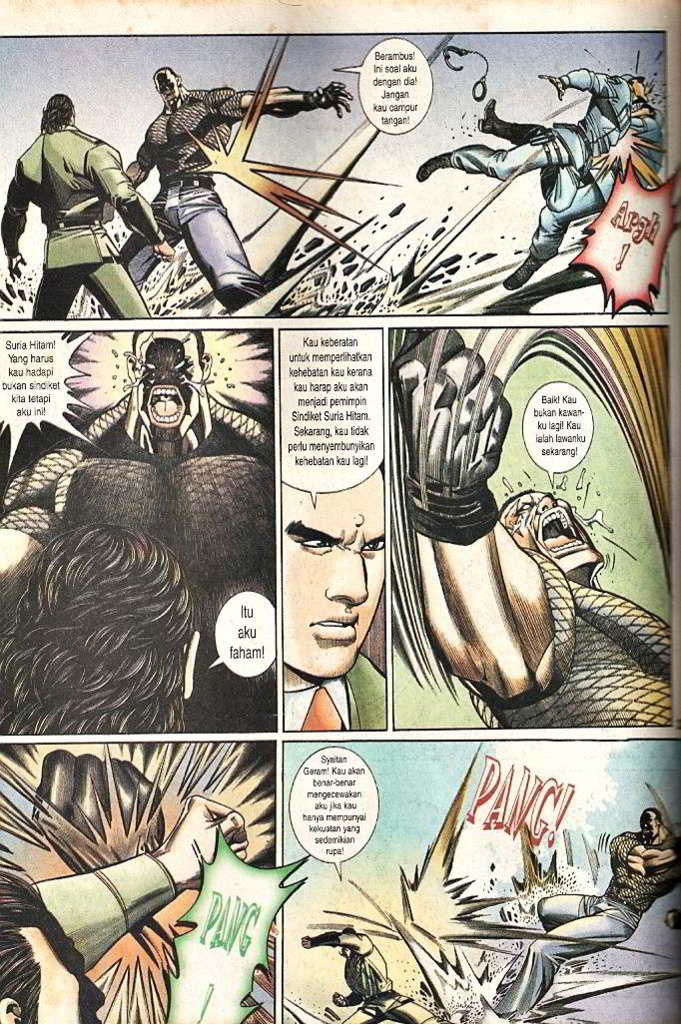 Berambus!
Ini soal aku
dengan dia!
Jangan
kau campur
tangan!
Argh
!
Suria Hitam!
Yang harus
kau hadapi
bukan sindiket
kita tetapi
aku ini!
Itu
aku
faham!
Kau keberatan
untuk memperlihatkan
kehebatan kau kerana
kau harap aku akan
menjadi pemimpin
Sindiket Suria Hitam.
Sekarang, kau tidak
perlu menyembunyikan
kehebatan kau lagi!
Baik! Kau
bukan kawan-
ku lagi! Kau
ialah lawanku
sekarang!
PANG
!
Syaitan
Geram! Kau akan
benar-benar
mengecewakan
aku jika kau
hanya mempunyai
kekuatan yang
sedemikian
rupa!
PANG!